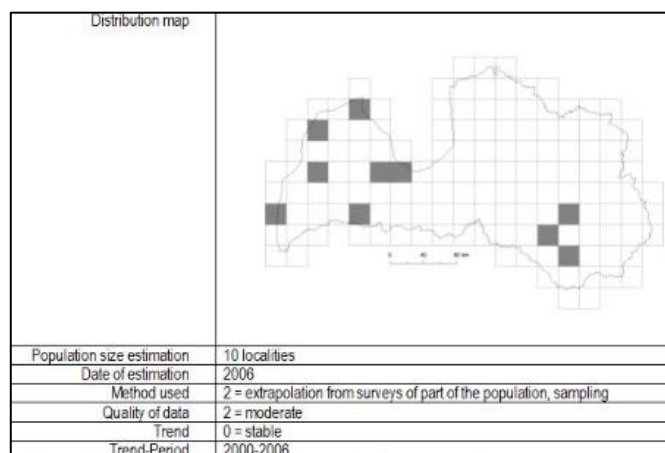 Distribution map
Population size estimation 10 localities
Date of estimation 2006
Method used 2 = extrapolation from surveys of part of the population, sampling
Quality of data 2 = moderate
Trend 0 = stable
Trend-Period 2000-2006